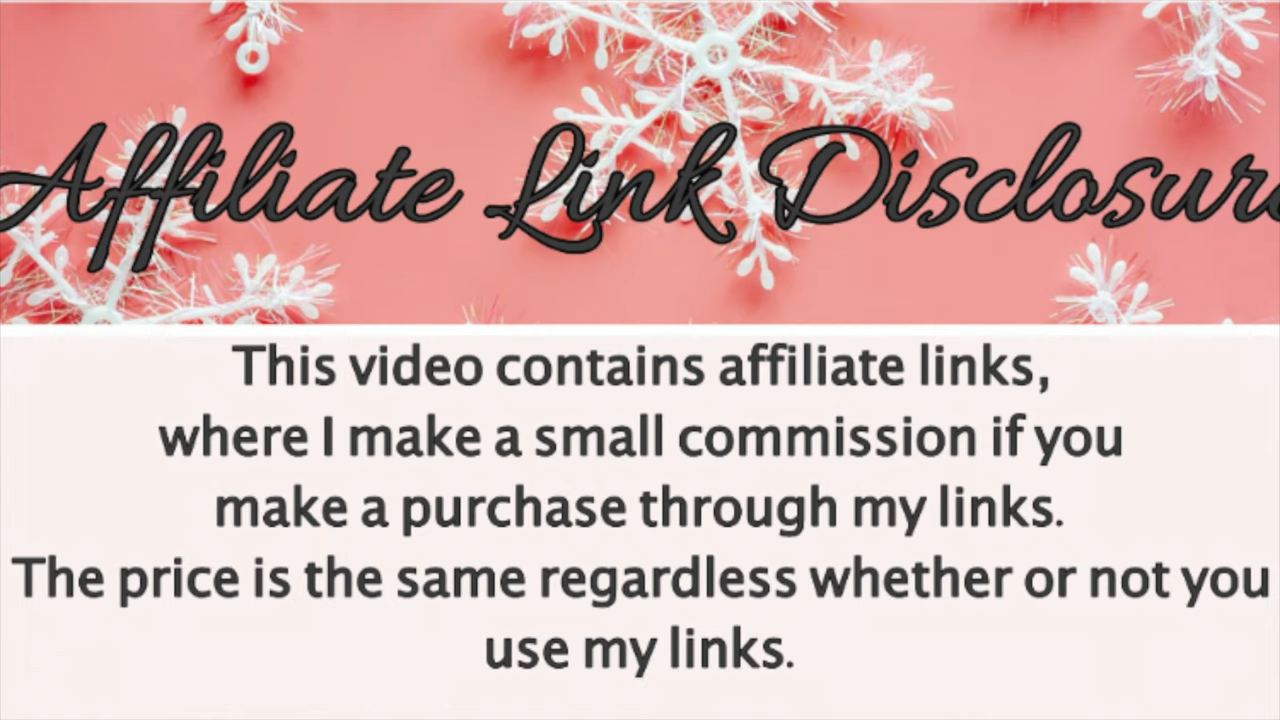 Affiliate Link Disclosure
This video contains affiliate links,
where I make a small commission if you
make a purchase through my links.
The price is the same regardless whether or not you
use my links.